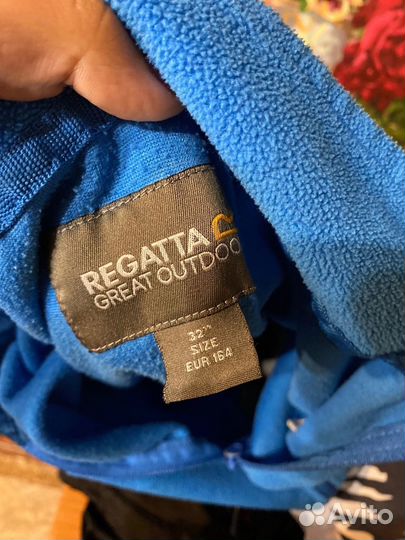 REGATTA
GREAT OUTDOO
32"
SIZE
EUR 164
Avito